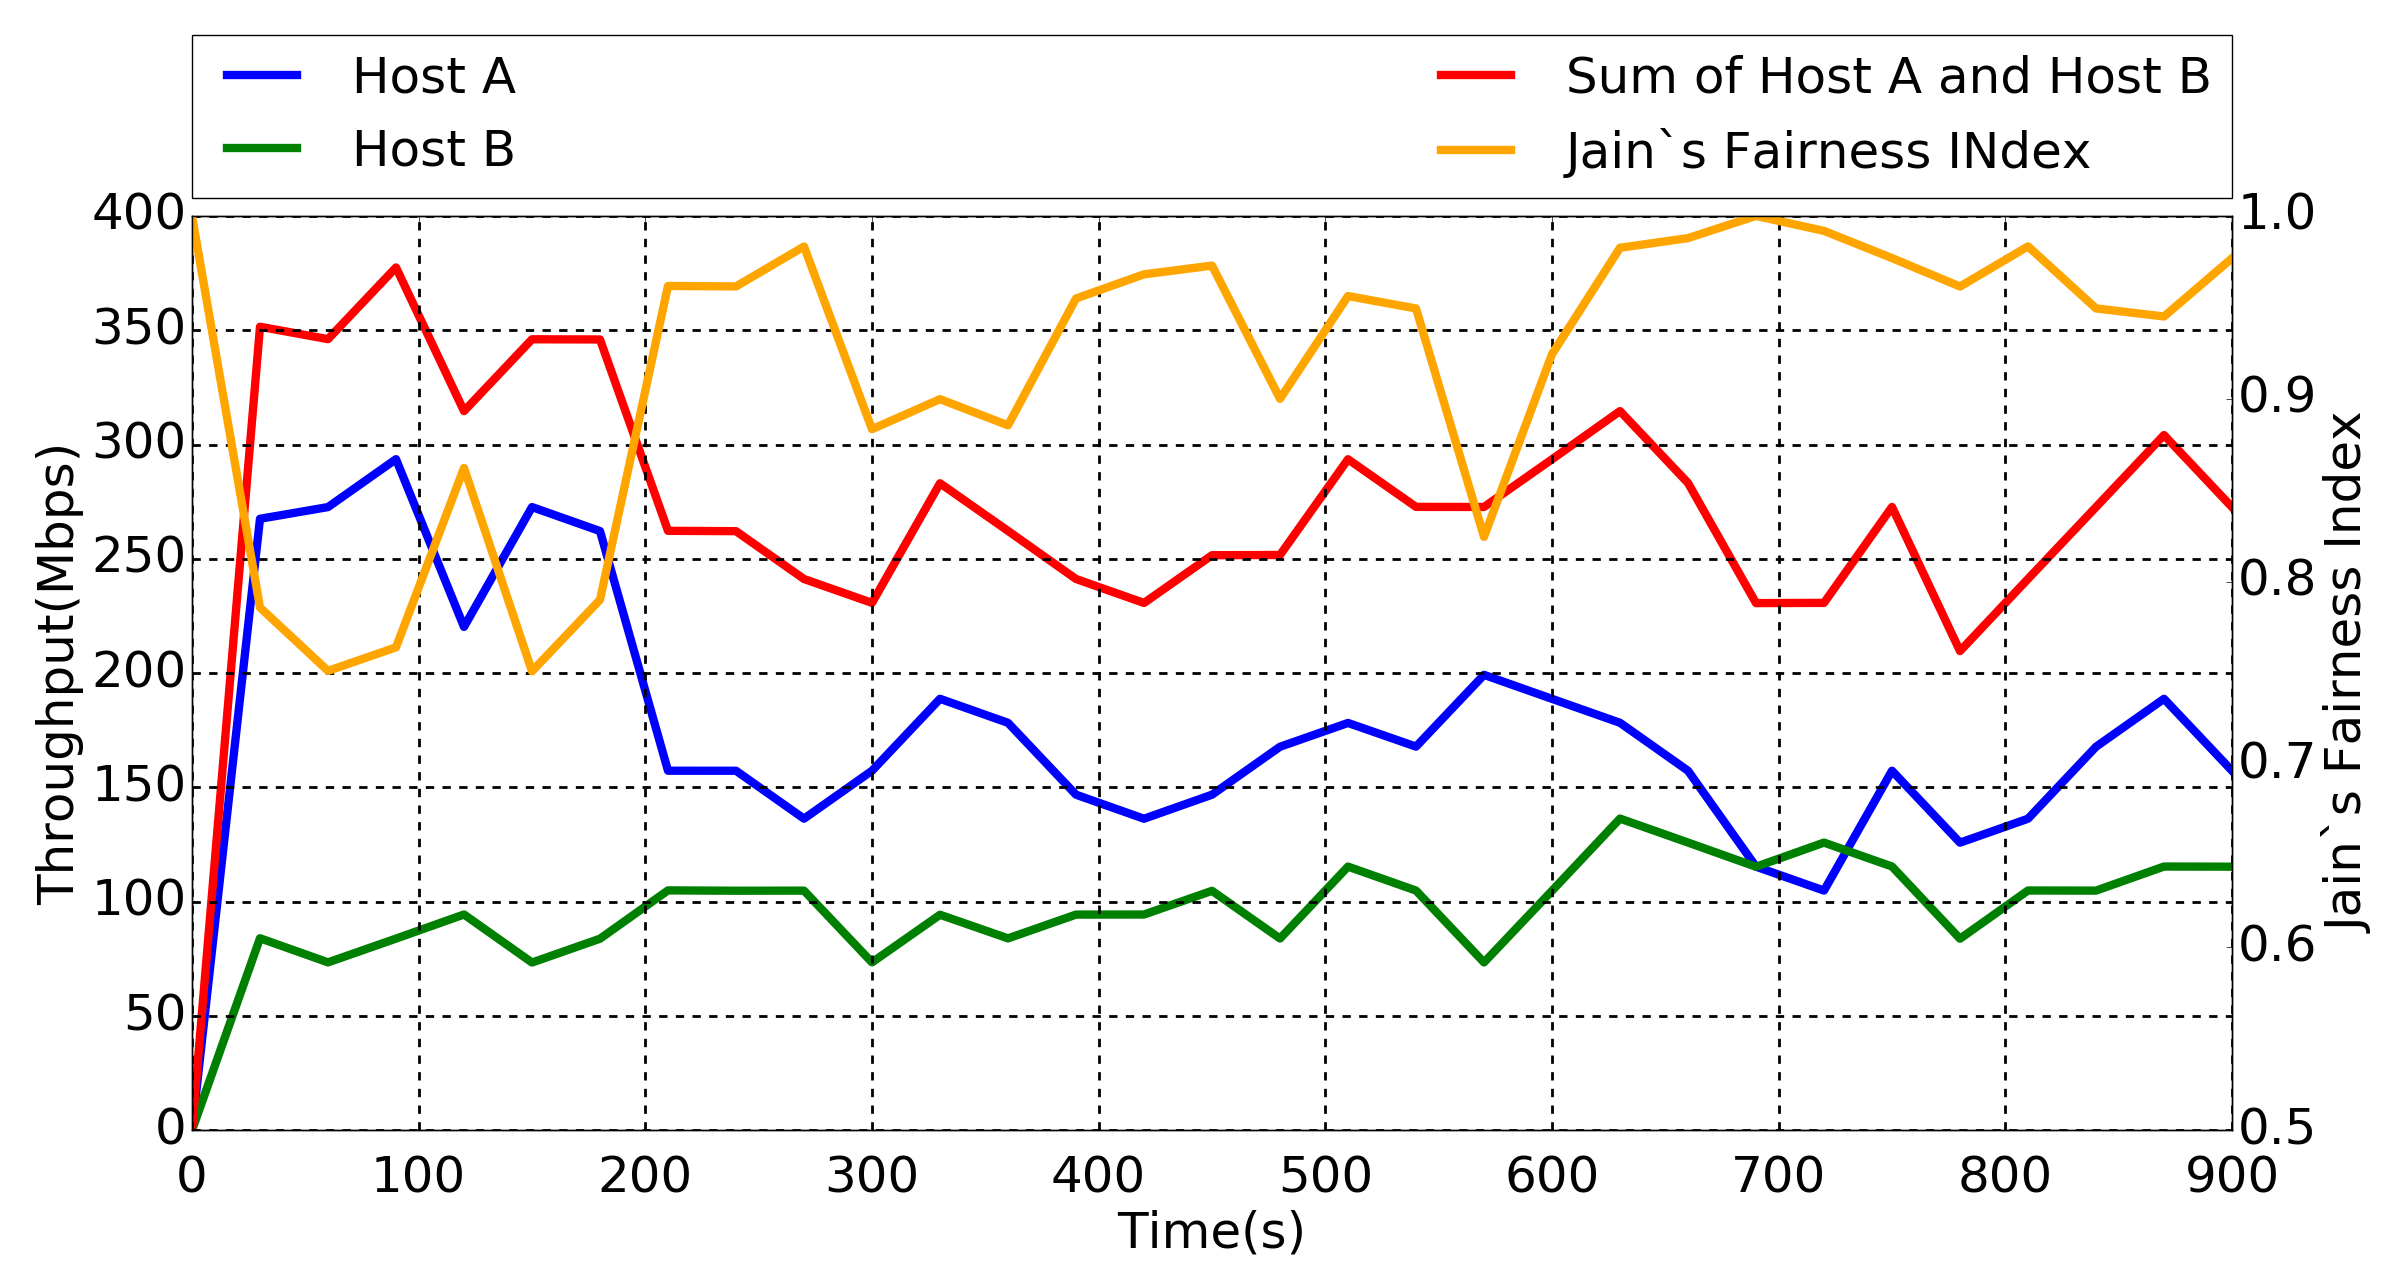 Host A
Host B
Sum of Host A and Host B
Jain`s Fairness INdex
400
350
300
250
200
150
100
50
0
Throughput(Mbps)
1.0
0.9
0.8
0.7
0.6
0.5
Jain`s Fairness Index
0 100 200 300 400 500 600 700 800 900
Time(s)